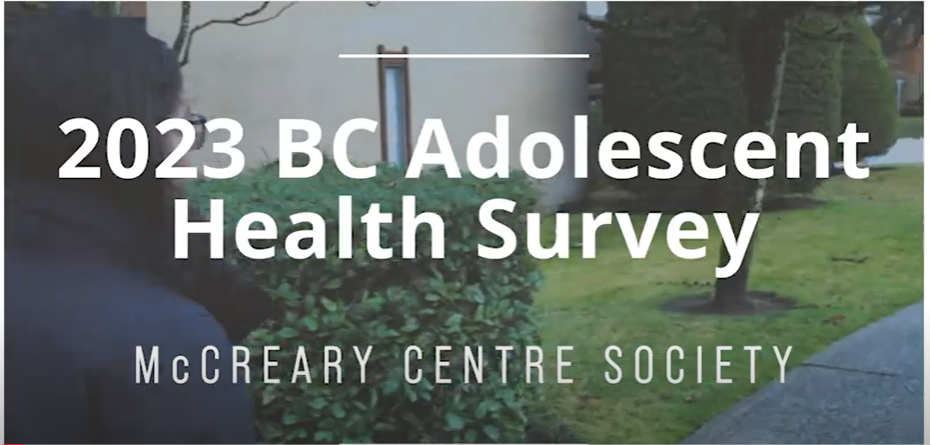 2023 BC Adolescent
Health Survey
McCREARY CENTRE SOCIETY